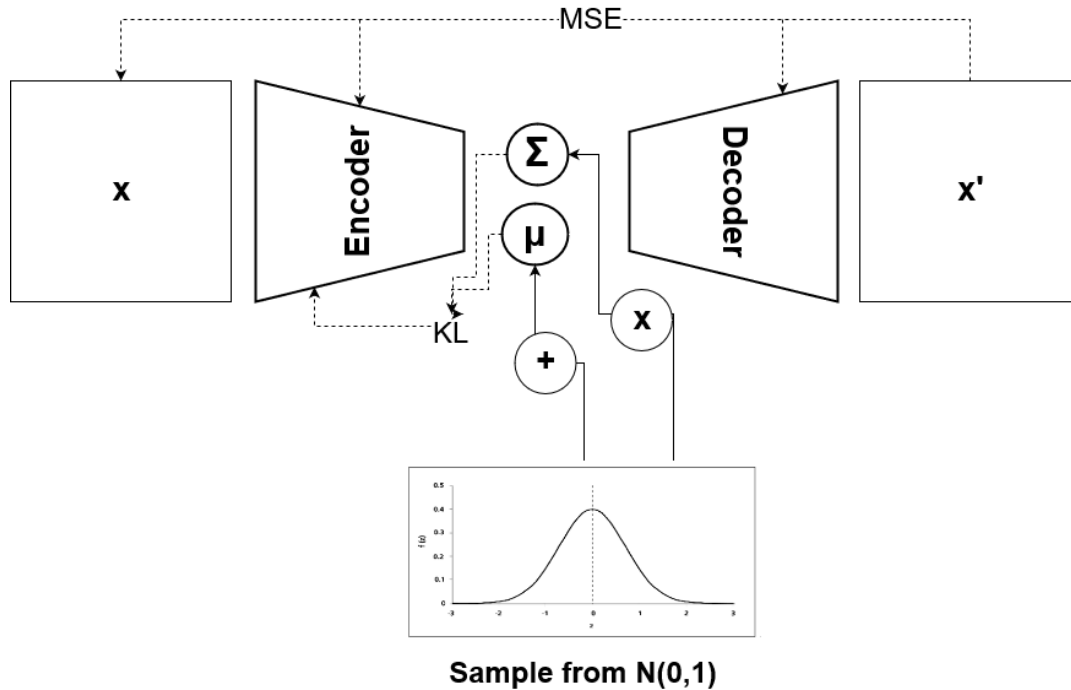 MSE
x
Encoder
Σ
μ
Decoder
x'
KL
+
x
0.5
0.4
0.3
0.2
0.1
0
f (z)
-3 -2 -1 0 1 2 3
z
Sample from N(0,1)